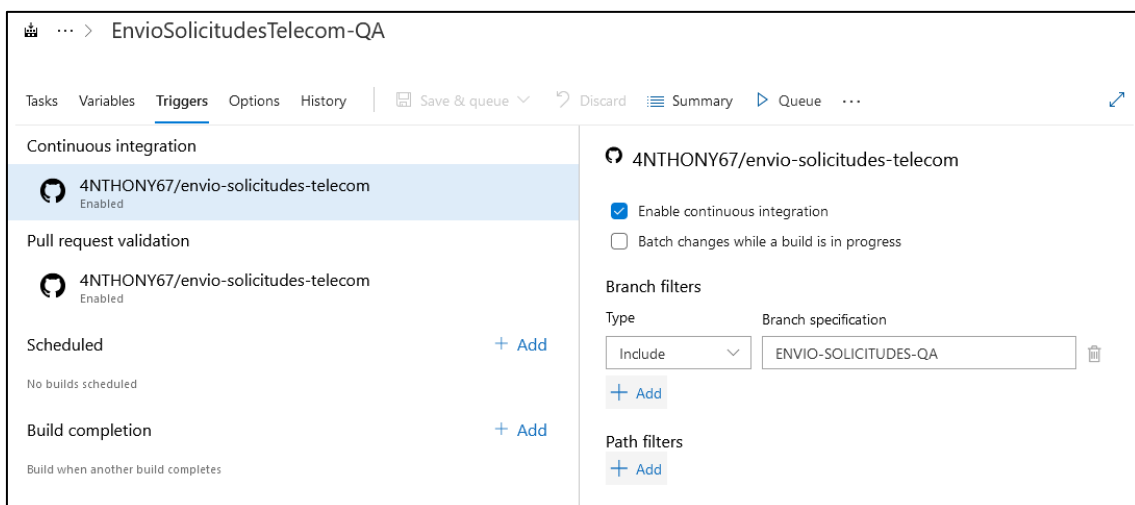 ··· > EnvioSolicitudesTelecom-QA
Tasks Variables Triggers Options History Save & queue Discard Summary Queue ···
Continuous integration
4NTHONY67/envio-solicitudes-telecom
Enabled
Pull request validation
4NTHONY67/envio-solicitudes-telecom
Enabled
Scheduled + Add
No builds scheduled
Build completion + Add
Build when another build completes
4NTHONY67/envio-solicitudes-telecom
Enable continuous integration
Batch changes while a build is in progress
Branch filters
Type Branch specification
Include ENVIO-SOLICITUDES-QA
+ Add
Path filters
+ Add